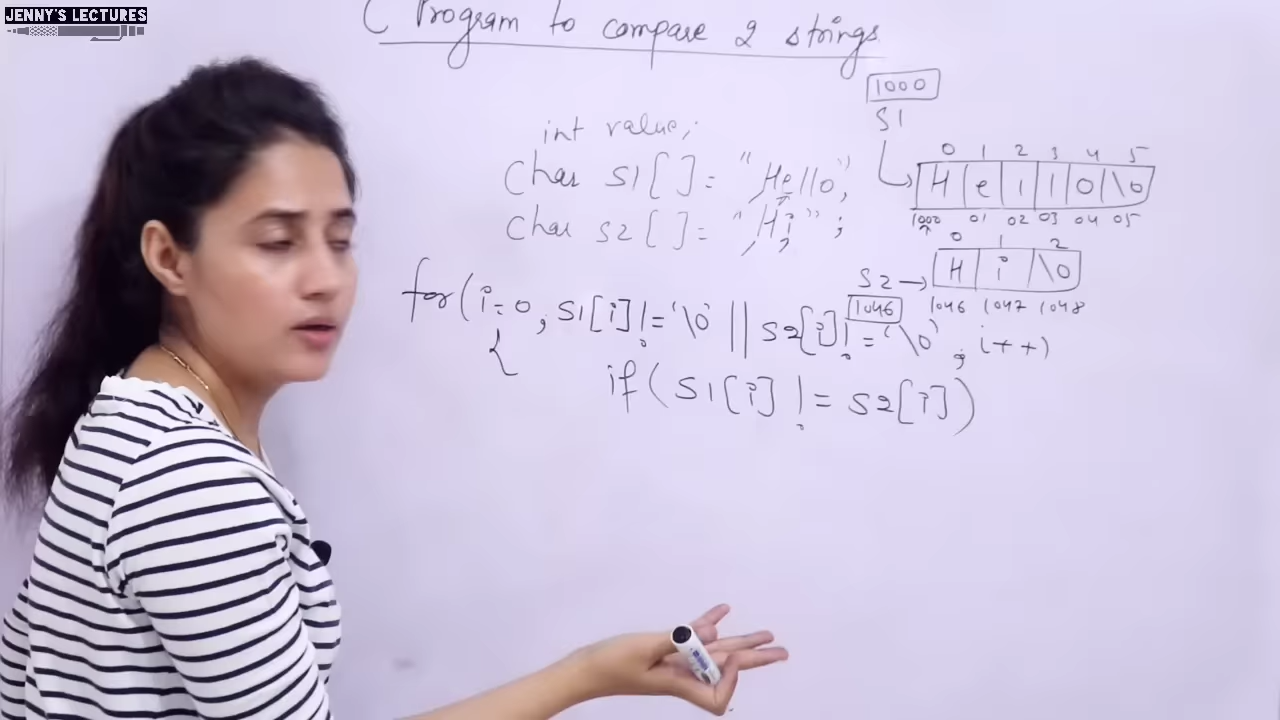 JENNY'S LECTURES
C Program to compare 2 strings
1000
S1
int value;
char S1[ ] = "Hello";
char S2[ ] = "Hi" ;
0 1 2 3 4 5
H e l l o \0
1000 01 02 03 04 05
0 1 2
S2 → H i \0
1046
1046 1047 1048
for( i=0, S1[i] != '\0' || S2[i] != '\0' ; i++)
{
if( S1[i] != S2[i] )